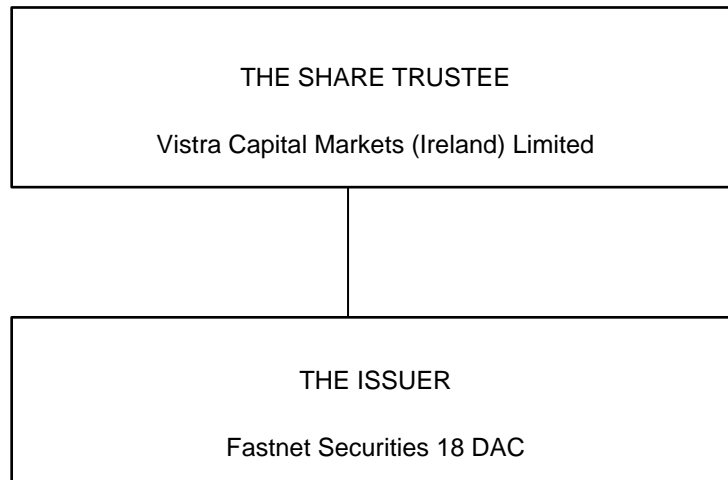 THE SHARE TRUSTEE
Vistra Capital Markets (Ireland) Limited
THE ISSUER
Fastnet Securities 18 DAC